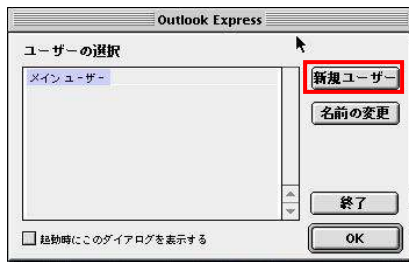 Outlook Express
ユーザーの選択
メイン ユーザー
新規ユーザー
名前の変更
終了
起動時にこのダイアログを表示する
OK